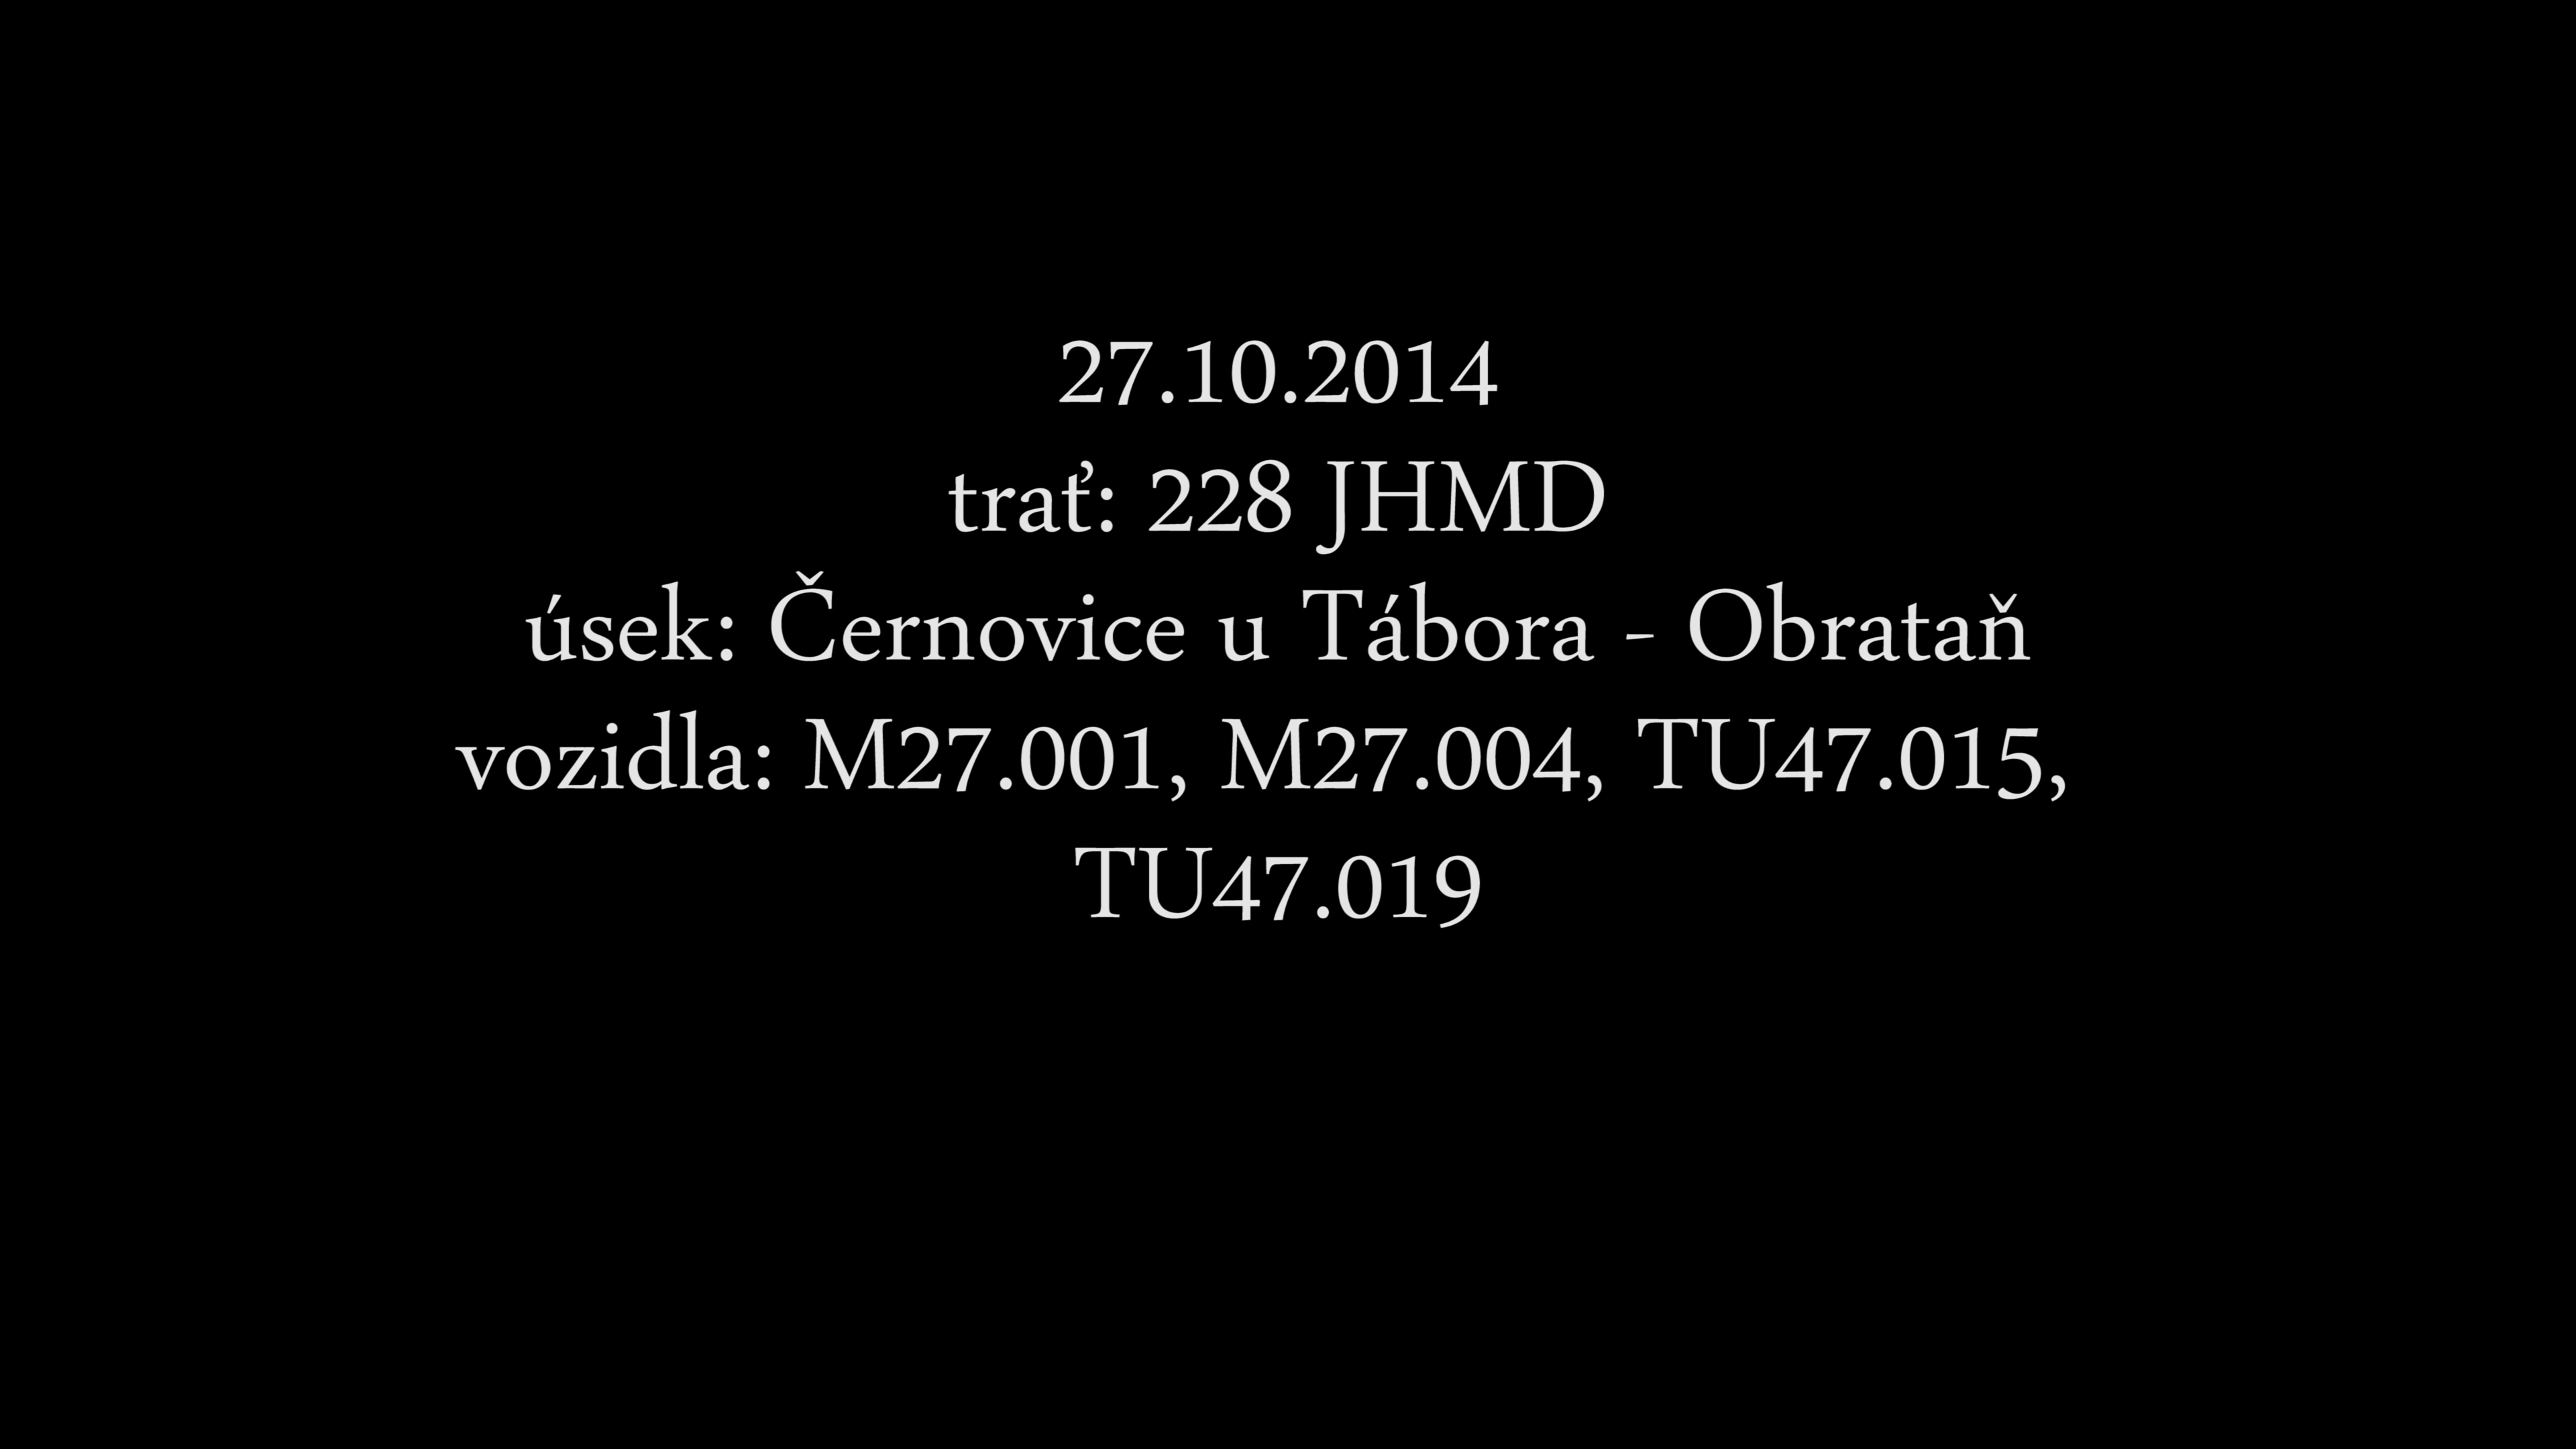 27.10.2014
trať: 228 JHMD
úsek: Černovice u Tábora - Obrataň
vozidla: M27.001, M27.004, TU47.015,
TU47.019